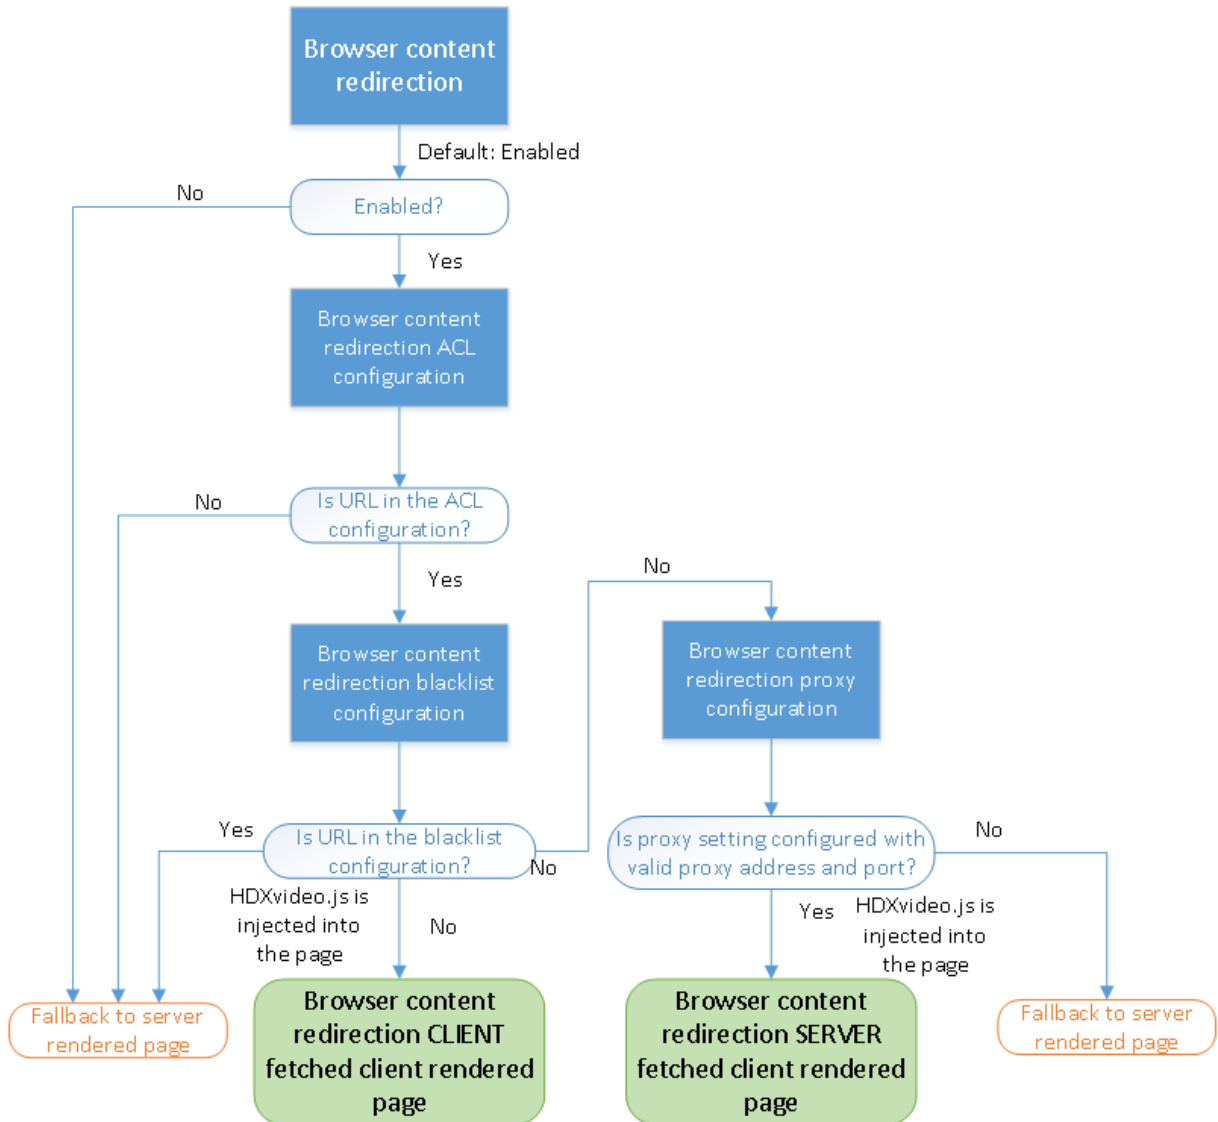 Browser content
redirection
Default: Enabled
No
Enabled?
Yes
Browser content
redirection ACL
configuration
No
Is URL in the ACL
configuration?
Yes
No
Browser content
redirection blacklist
configuration
Browser content
redirection proxy
configuration
Yes
Is URL in the blacklist
configuration?
No
Is proxy setting configured with
valid proxy address and port?
No
HDXvideo.js is
injected into
the page
No
Yes
HDXvideo.js is
injected into
the page
Fallback to server
rendered page
Browser content
redirection CLIENT
fetched client rendered
page
Browser content
redirection SERVER
fetched client rendered
page
Fallback to server
rendered page